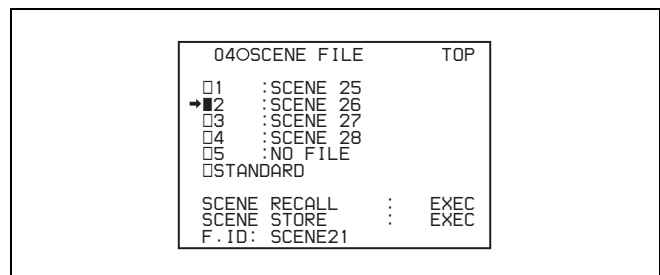 04○SCENE FILE TOP
□1 :SCENE 25
➔■2 :SCENE 26
□3 :SCENE 27
□4 :SCENE 28
□5 :NO FILE
□STANDARD
SCENE RECALL : EXEC
SCENE STORE : EXEC
F.ID: SCENE21